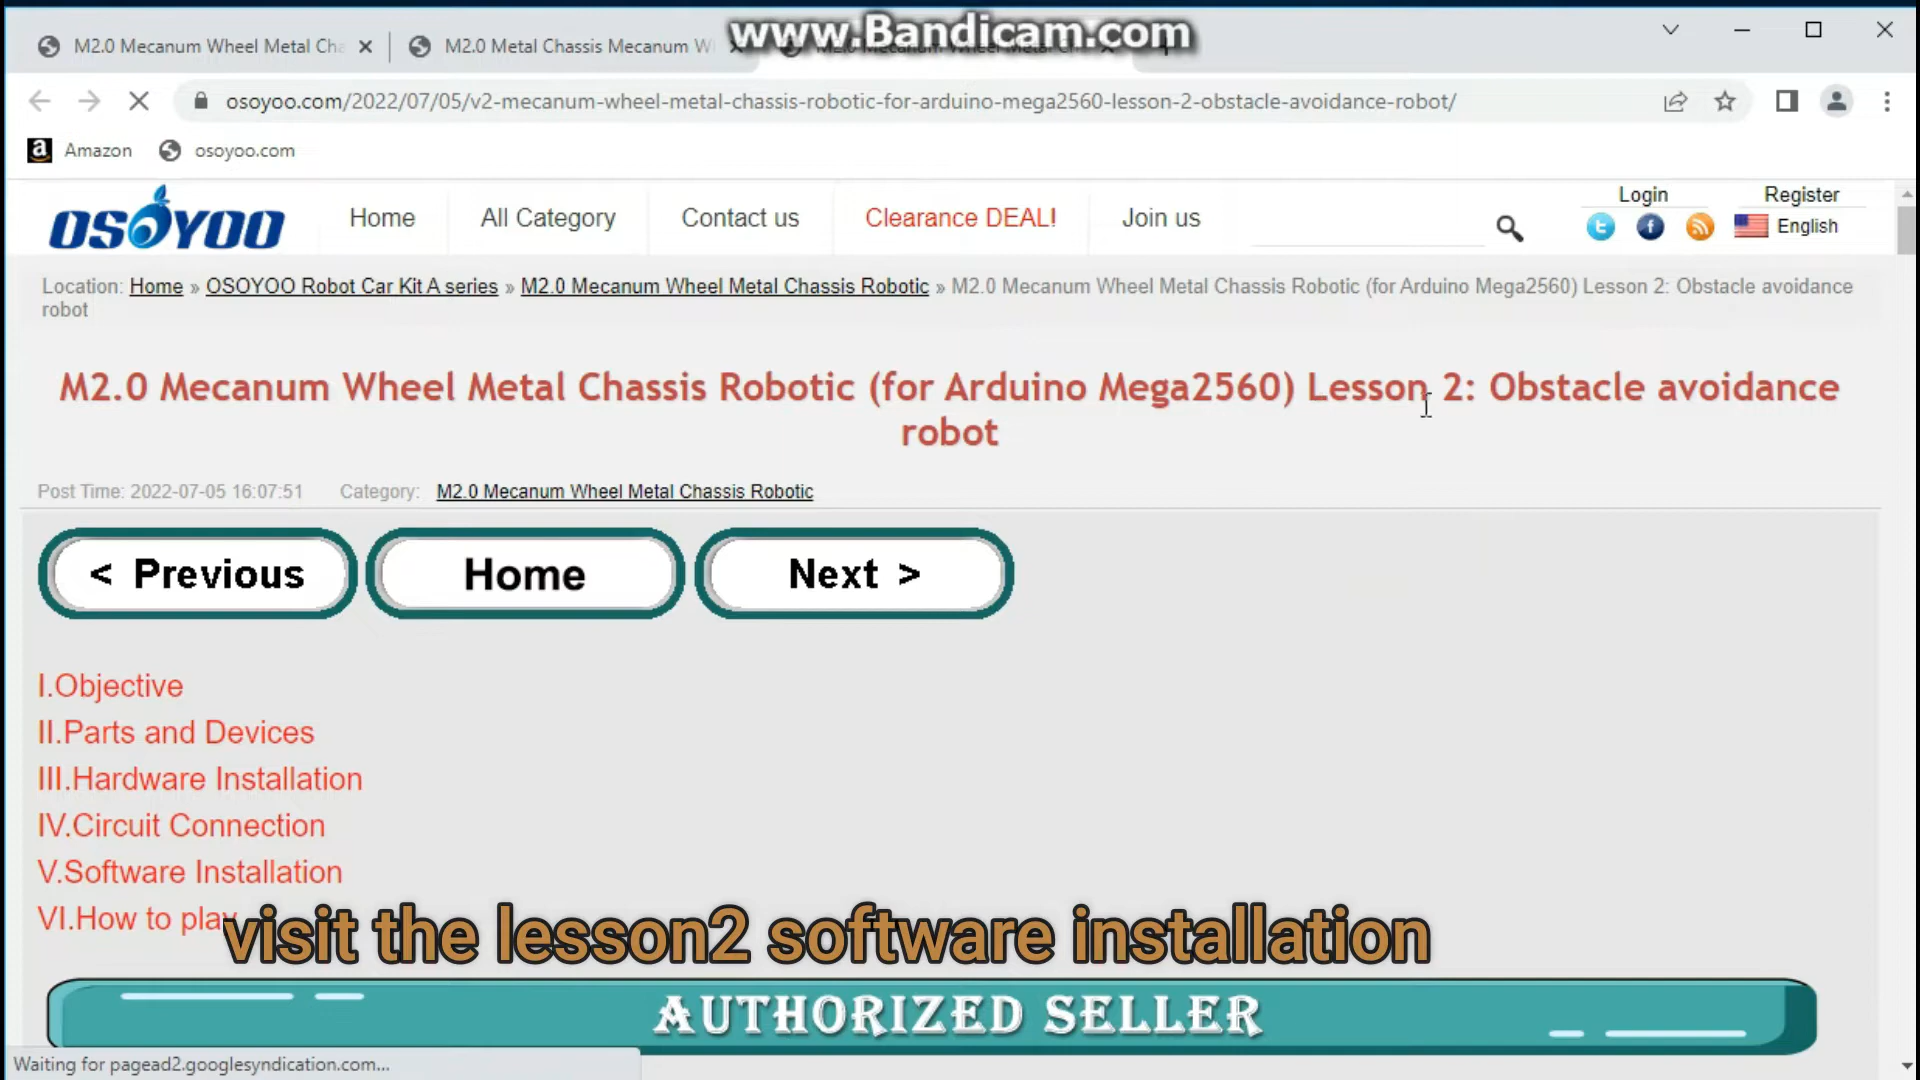 www.Bandicam.com
M2.0 Mecanum Wheel Metal Cha
M2.0 Metal Chassis Mecanum W
osoyoo.com/2022/07/05/v2-mecanum-wheel-metal-chassis-robotic-for-arduino-mega2560-lesson-2-obstacle-avoidance-robot/
Amazon
osoyoo.com
OSOYOO
Home
All Category
Contact us
Clearance DEAL!
Join us
Login
Register
English
Location: Home » OSOYOO Robot Car Kit A series » M2.0 Mecanum Wheel Metal Chassis Robotic » M2.0 Mecanum Wheel Metal Chassis Robotic (for Arduino Mega2560) Lesson 2: Obstacle avoidance
robot
M2.0 Mecanum Wheel Metal Chassis Robotic (for Arduino Mega2560) Lesson 2: Obstacle avoidance
robot
Post Time: 2022-07-05 16:07:51 Category: M2.0 Mecanum Wheel Metal Chassis Robotic
< Previous
Home
Next >
I.Objective
II.Parts and Devices
III.Hardware Installation
IV.Circuit Connection
V.Software Installation
VI.How to play
visit the lesson2 software installation
AUTHORIZED SELLER
Waiting for pagead2.googlesyndication.com...